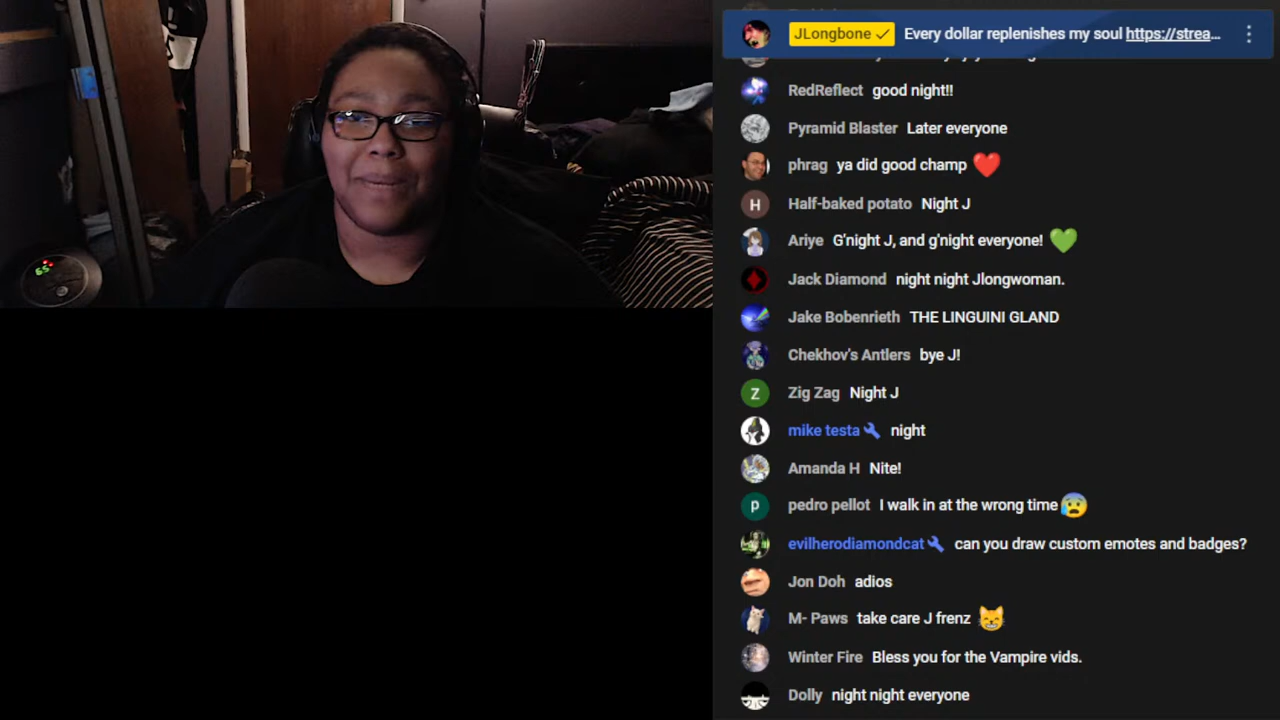 JLongbone Every dollar replenishes my soul https://strea...
RedReflect good night!!
Pyramid Blaster Later everyone
phrag ya did good champ ❤️
H Half-baked potato Night J
Ariye G'night J, and g'night everyone! 💚
Jack Diamond night night Jlongwoman.
Jake Bobenrieth THE LINGUINI GLAND
Chekhov's Antlers bye J!
Z Zig Zag Night J
mike testa night
Amanda H Nite!
p pedro pellot I walk in at the wrong time 😰
evilherodiamondcat can you draw custom emotes and badges?
Jon Doh adios
M- Paws take care J frenz 😸
Winter Fire Bless you for the Vampire vids.
Dolly night night everyone
65